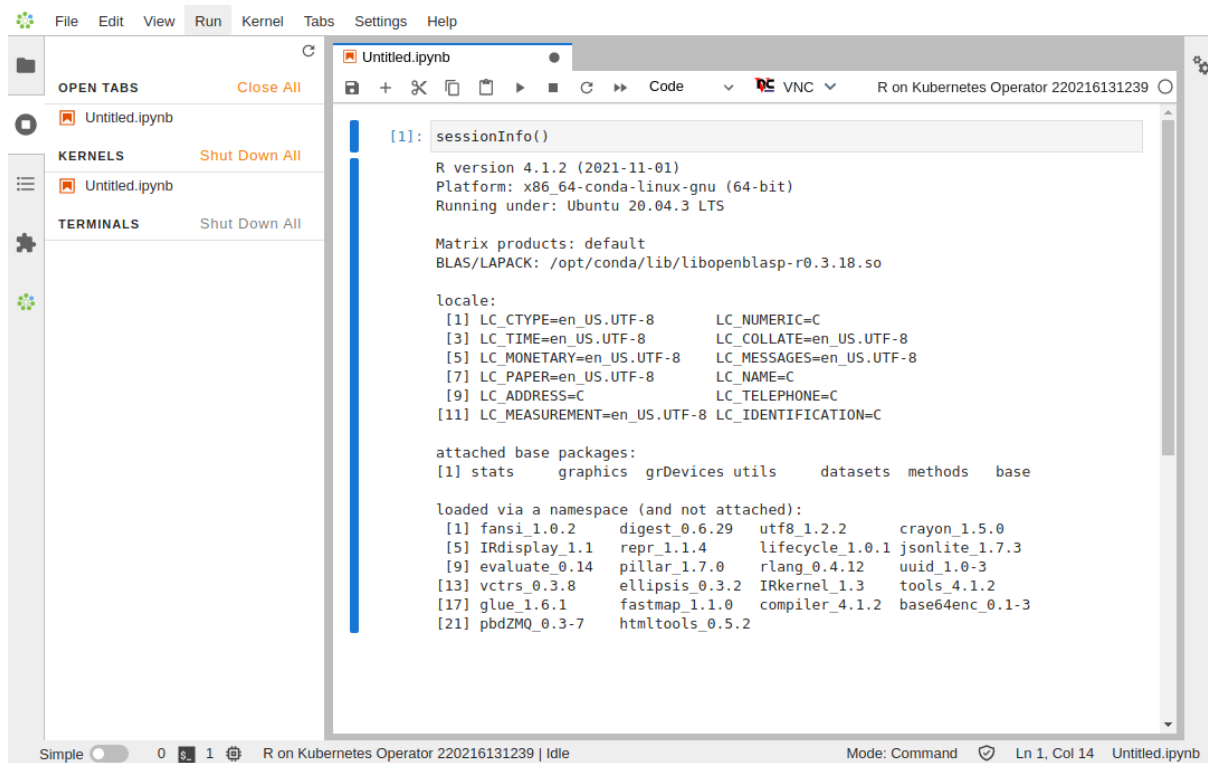 File Edit View Run Kernel Tabs Settings Help
OPEN TABS Close All
Untitled.ipynb
KERNELS Shut Down All
Untitled.ipynb
TERMINALS Shut Down All
Untitled.ipynb
Code VNC R on Kubernetes Operator 220216131239
[1]: sessionInfo()
R version 4.1.2 (2021-11-01)
Platform: x86_64-conda-linux-gnu (64-bit)
Running under: Ubuntu 20.04.3 LTS
Matrix products: default
BLAS/LAPACK: /opt/conda/lib/libopenblasp-r0.3.18.so
locale:
[1] LC_CTYPE=en_US.UTF-8 LC_NUMERIC=C
[3] LC_TIME=en_US.UTF-8 LC_COLLATE=en_US.UTF-8
[5] LC_MONETARY=en_US.UTF-8 LC_MESSAGES=en_US.UTF-8
[7] LC_PAPER=en_US.UTF-8 LC_NAME=C
[9] LC_ADDRESS=C LC_TELEPHONE=C
[11] LC_MEASUREMENT=en_US.UTF-8 LC_IDENTIFICATION=C
attached base packages:
[1] stats graphics grDevices utils datasets methods base
loaded via a namespace (and not attached):
[1] fansi_1.0.2 digest_0.6.29 utf8_1.2.2 crayon_1.5.0
[5] IRdisplay_1.1 repr_1.1.4 lifecycle_1.0.1 jsonlite_1.7.3
[9] evaluate_0.14 pillar_1.7.0 rlang_0.4.12 uuid_1.0-3
[13] vctrs_0.3.8 ellipsis_0.3.2 IRkernel_1.3 tools_4.1.2
[17] glue_1.6.1 fastmap_1.1.0 compiler_4.1.2 base64enc_0.1-3
[21] pbdZMQ_0.3-7 htmltools_0.5.2
Simple 0 $_ 1 R on Kubernetes Operator 220216131239 | Idle Mode: Command Ln 1, Col 14 Untitled.ipynb